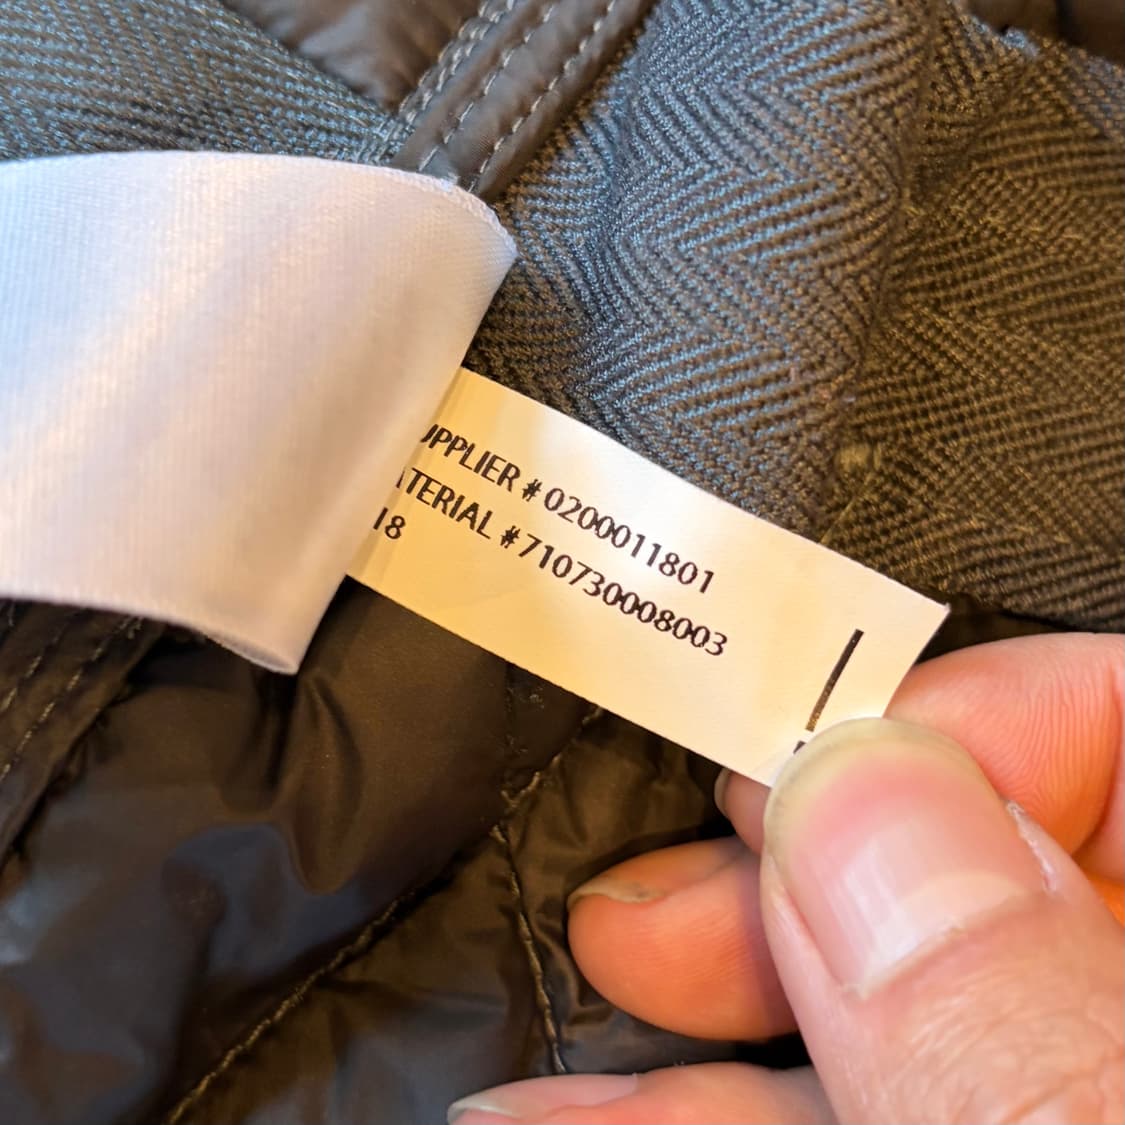 UPPLIER # 0200011801
ATERIAL # 710730008003
18